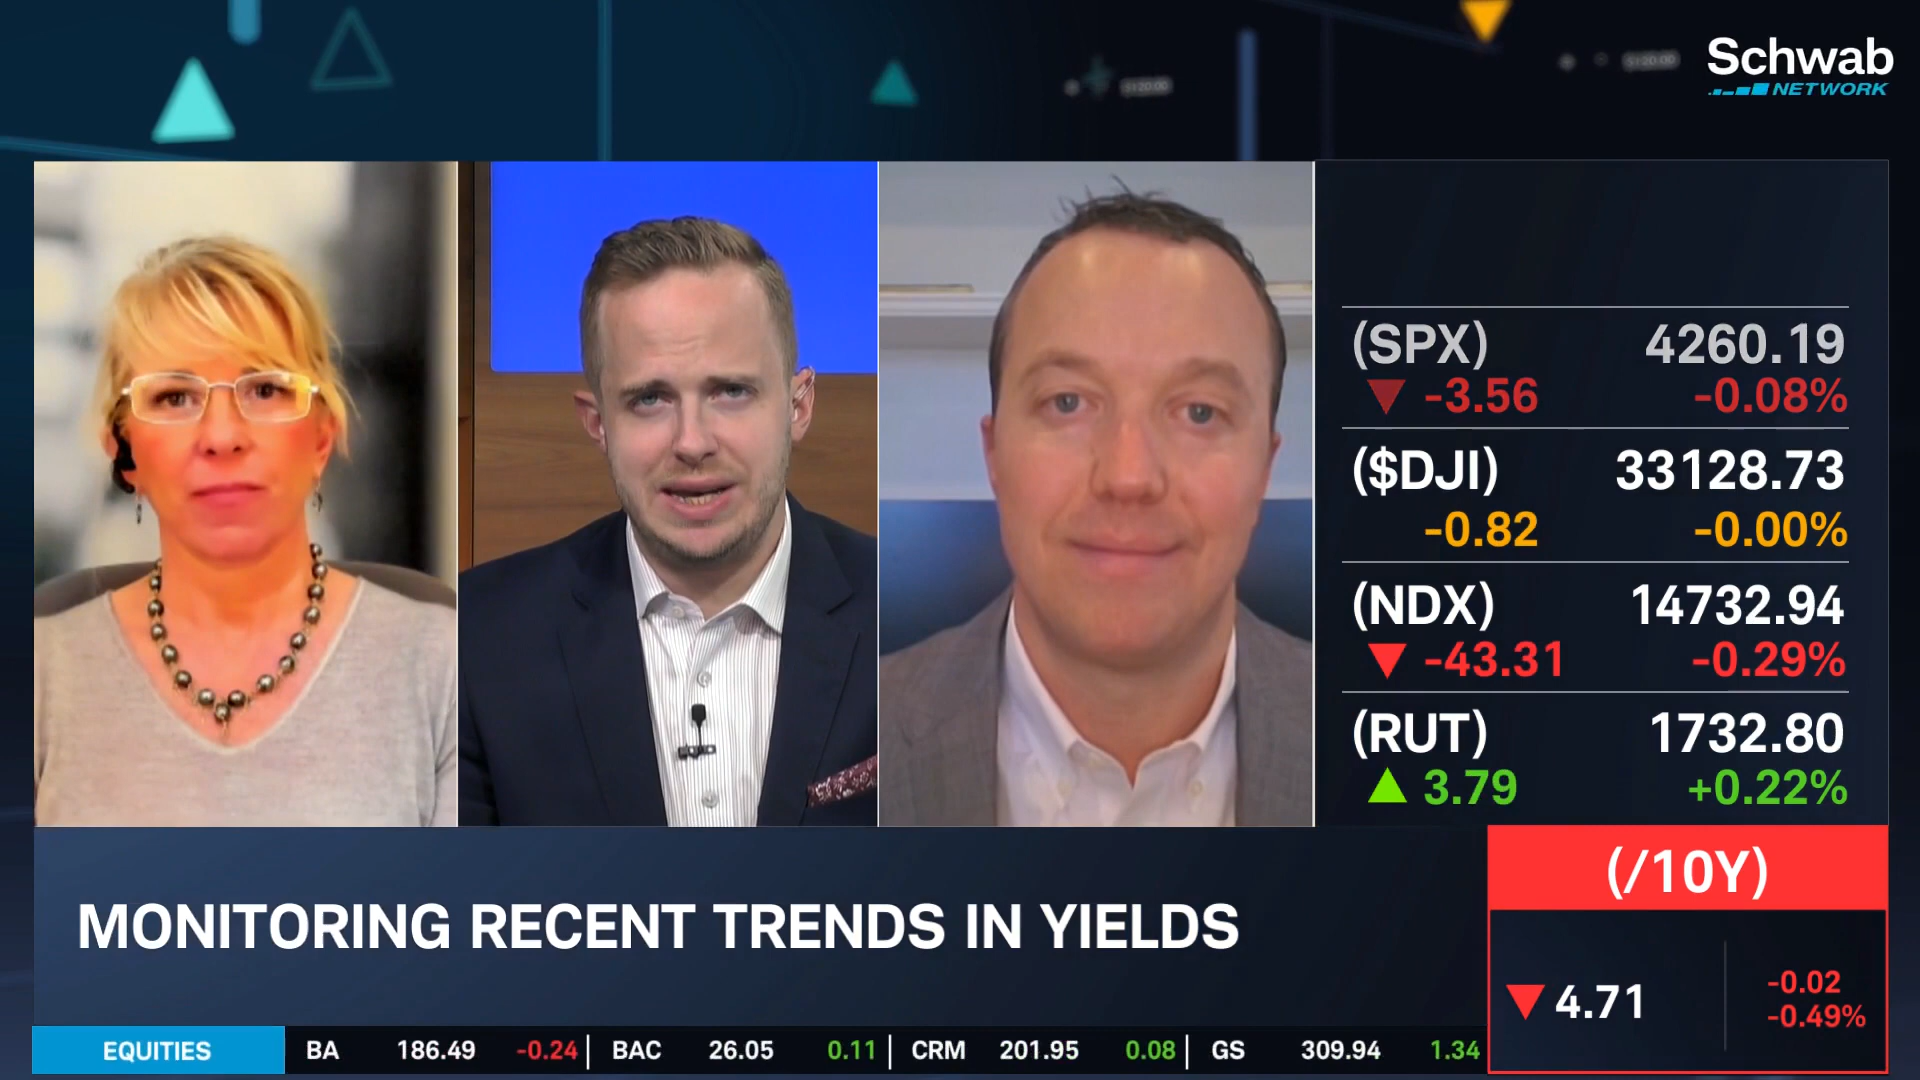 Schwab
NETWORK
(SPX) 4260.19
-3.56 -0.08%
($DJI) 33128.73
-0.82 -0.00%
(NDX) 14732.94
-43.31 -0.29%
(RUT) 1732.80
3.79 +0.22%
(/10Y)
4.71 -0.02
-0.49%
MONITORING RECENT TRENDS IN YIELDS
EQUITIES BA 186.49 -0.24 BAC 26.05 0.11 CRM 201.95 0.08 GS 309.94 1.34